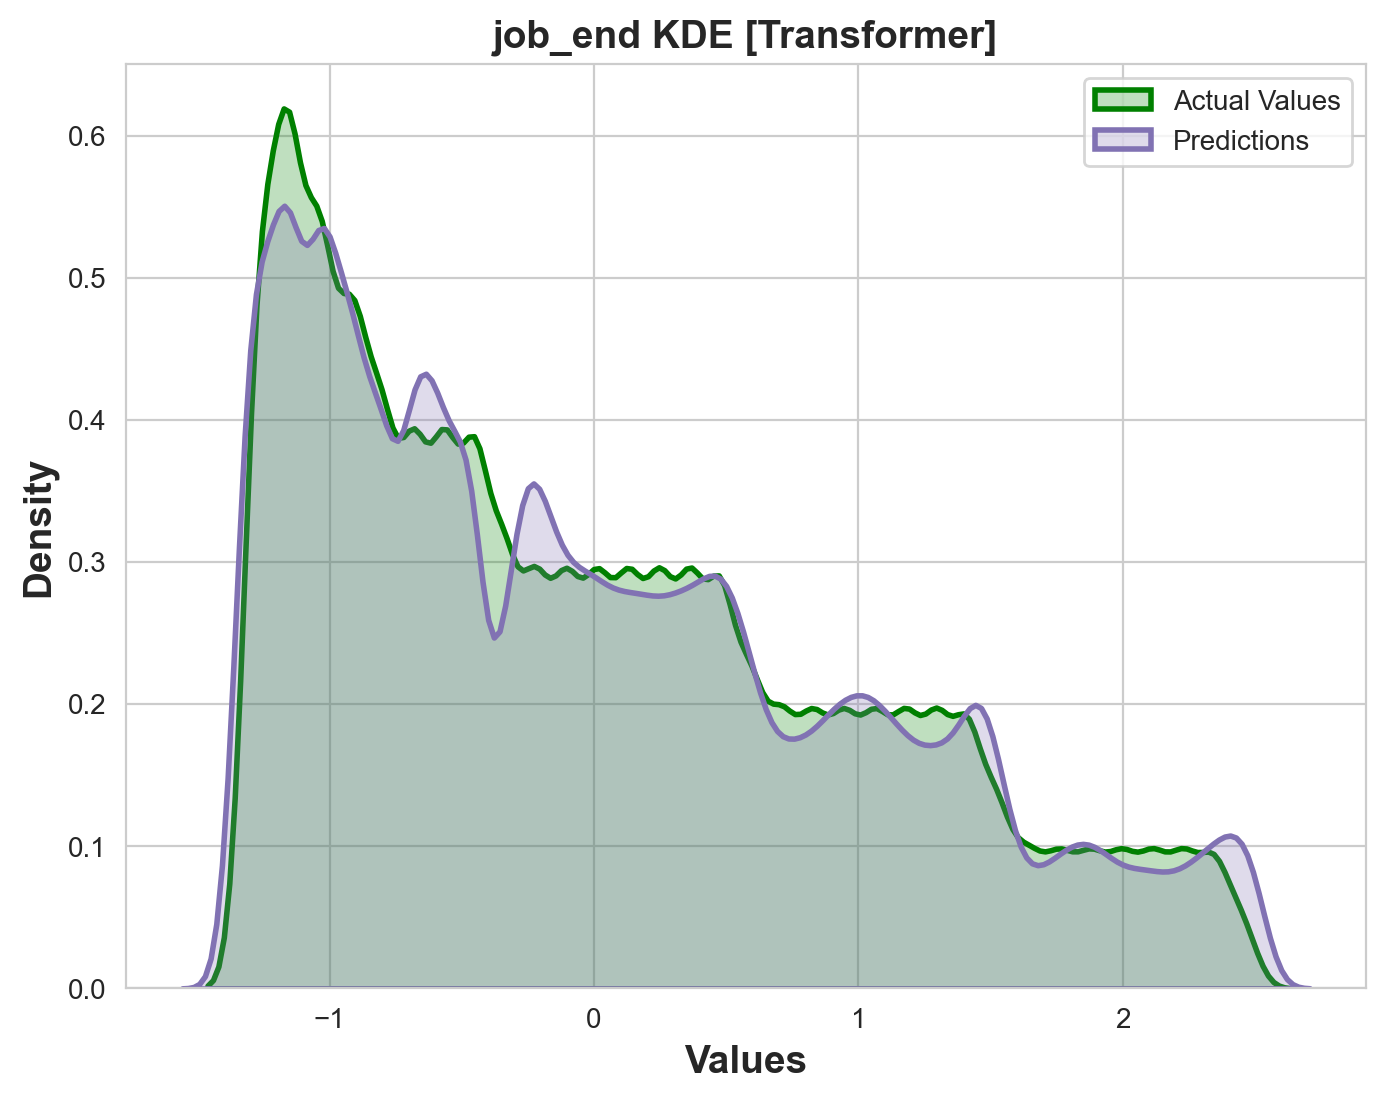 job_end KDE [Transformer]
Actual Values
Predictions
0.6
0.5
0.4
0.3
0.2
0.1
0.0
Density
−1
0
1
2
Values